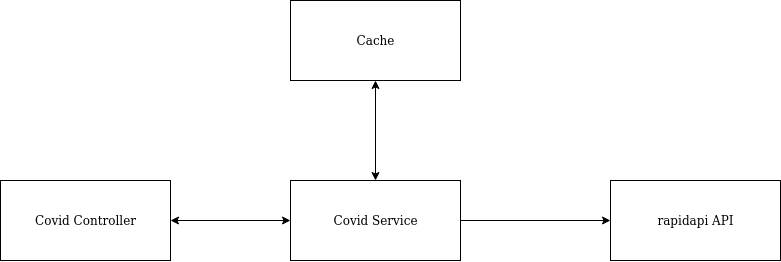 Cache
Covid Controller
Covid Service
rapidapi API